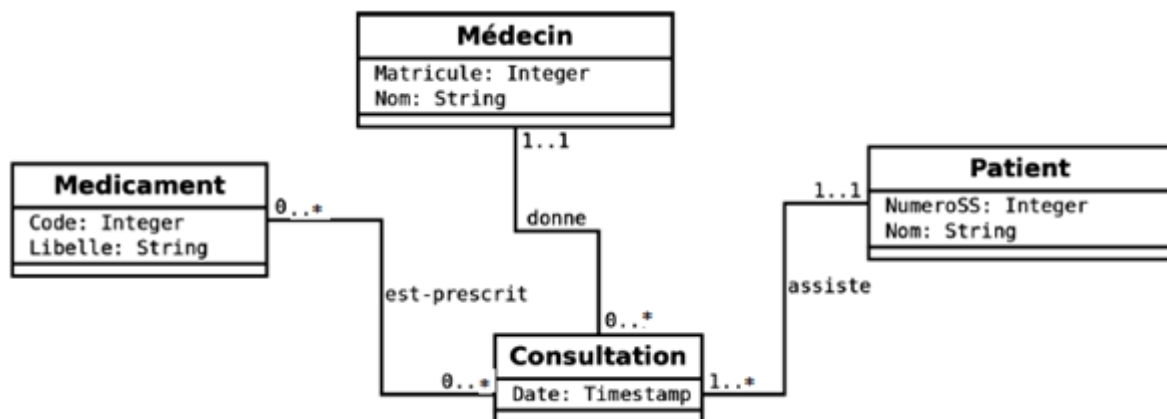 Médecin
Matricule: Integer
Nom: String
1..1
Medicament
Code: Integer
Libelle: String
0..*
Patient
NumeroSS: Integer
Nom: String
1..1
donne
est-prescrit
assiste
0..*
Consultation
Date: Timestamp
0..*
1..*